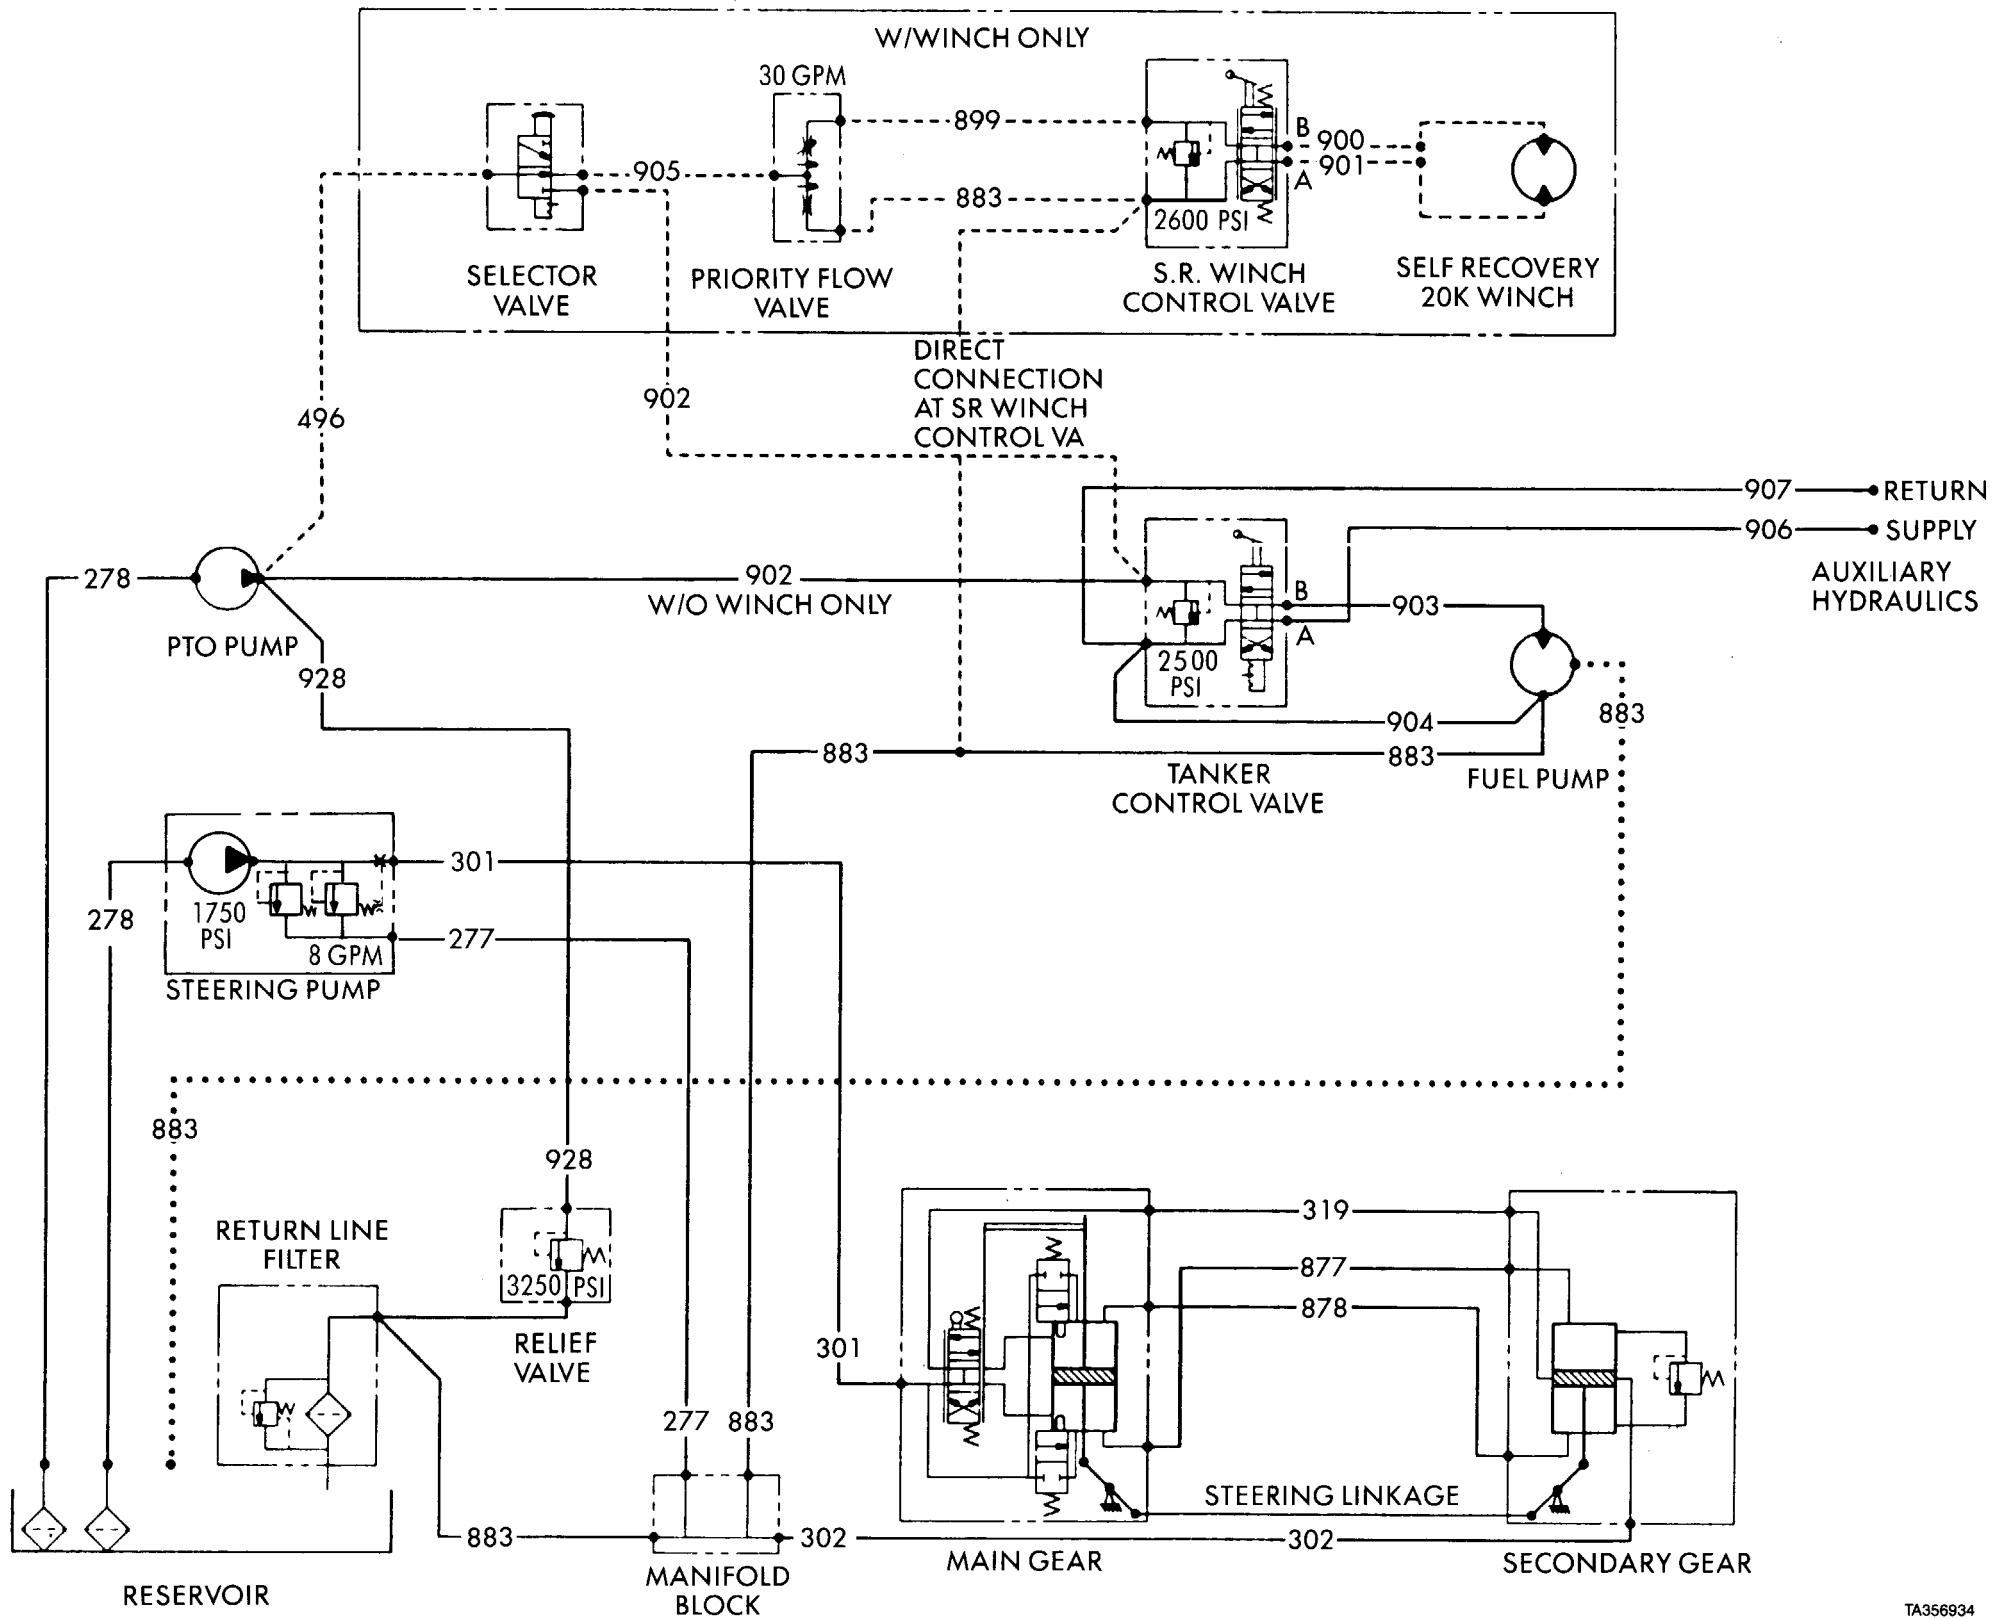 W/WINCH ONLY
30 GPM
899
B
900
901
A
905
883
2600 PSI
SELECTOR
VALVE
PRIORITY FLOW
VALVE
S.R. WINCH
CONTROL VALVE
SELF RECOVERY
20K WINCH
DIRECT
CONNECTION
AT SR WINCH
CONTROL VA
496
902
907
RETURN
906
SUPPLY
AUXILIARY
HYDRAULICS
278
902
W/O WINCH ONLY
B
903
A
PTO PUMP
928
2500
PSI
904
883
883
883
TANKER
CONTROL VALVE
FUEL PUMP
301
278
1750
PSI
8 GPM
277
STEERING PUMP
883
928
RETURN LINE
FILTER
3250 PSI
RELIEF
VALVE
319
877
878
301
277
883
STEERING LINKAGE
883
302
302
MAIN GEAR
SECONDARY GEAR
MANIFOLD
BLOCK
RESERVOIR
TA356934